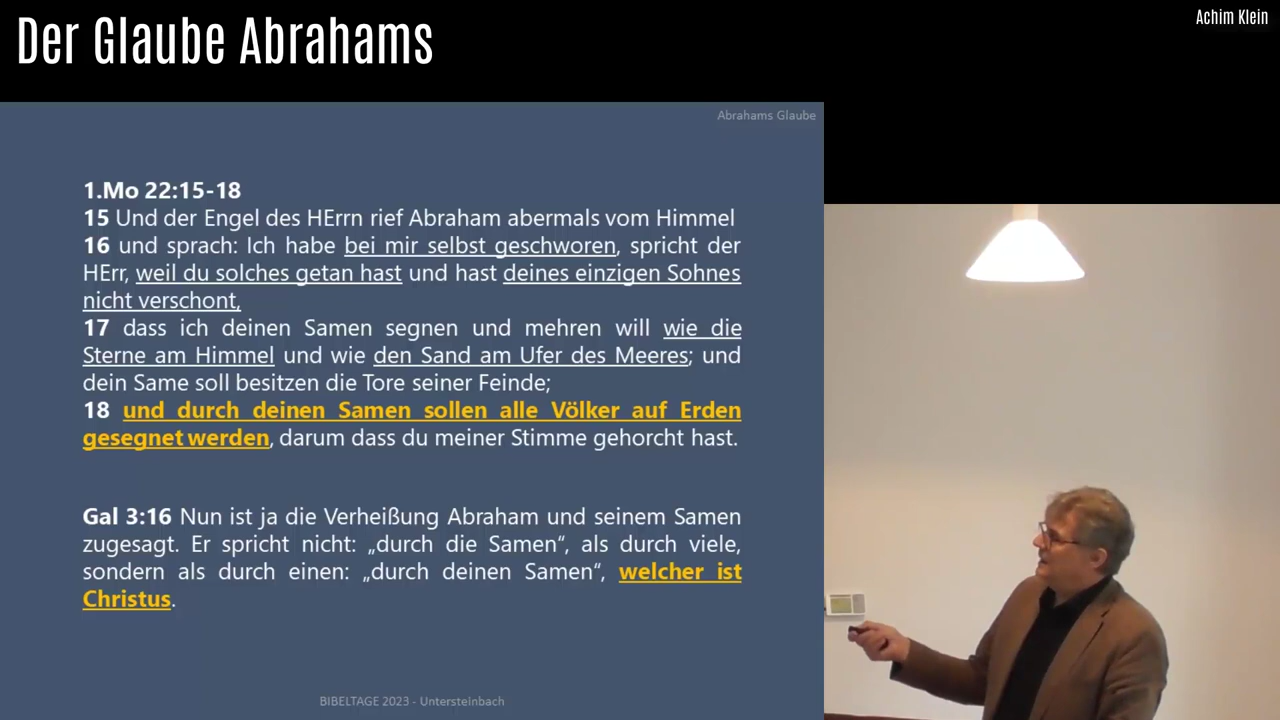 Der Glaube Abrahams
Achim Klein
Abrahams Glaube
1.Mo 22:15-18
15 Und der Engel des HErrn rief Abraham abermals vom Himmel
16 und sprach: Ich habe bei mir selbst geschworen, spricht der
HErr, weil du solches getan hast und hast deines einzigen Sohnes
nicht verschont,
17 dass ich deinen Samen segnen und mehren will wie die
Sterne am Himmel und wie den Sand am Ufer des Meeres; und
dein Same soll besitzen die Tore seiner Feinde;
18 und durch deinen Samen sollen alle Völker auf Erden
gesegnet werden, darum dass du meiner Stimme gehorcht hast.
Gal 3:16 Nun ist ja die Verheißung Abraham und seinem Samen
zugesagt. Er spricht nicht: „durch die Samen“, als durch viele,
sondern als durch einen: „durch deinen Samen“, welcher ist
Christus.
BIBELTAGE 2023 - Untersteinbach